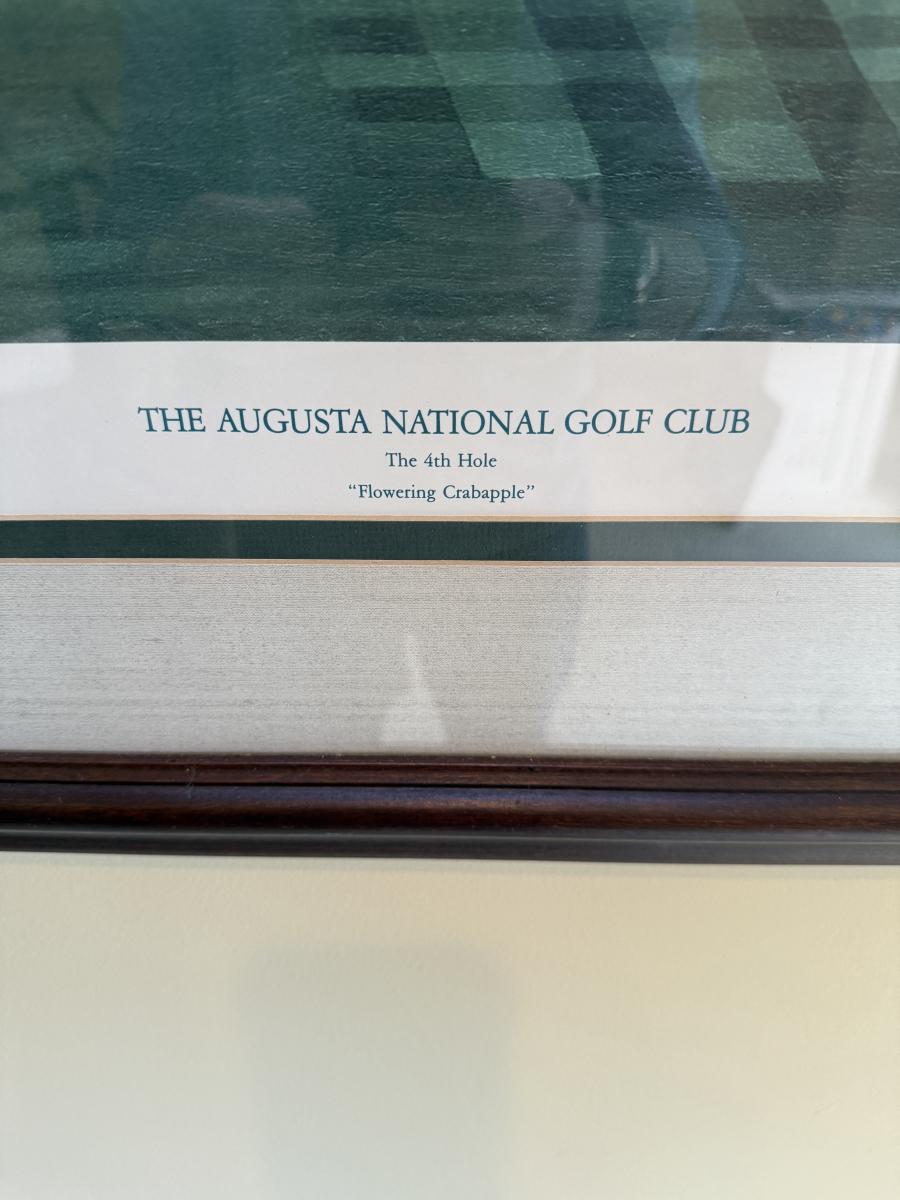 THE AUGUSTA NATIONAL GOLF CLUB
The 4th Hole
“Flowering Crabapple”